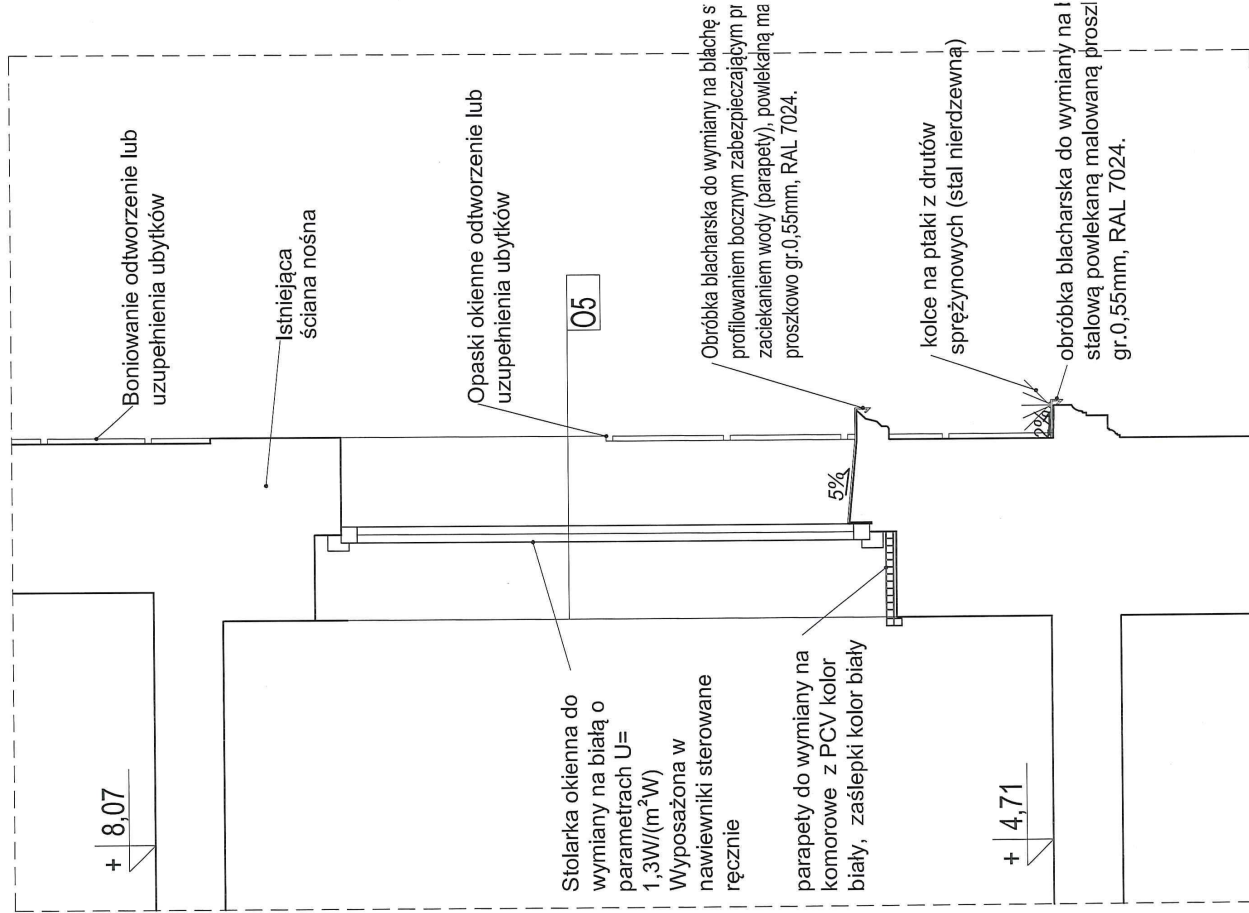 Boniowanie odtworzenie lub
uzupełnienia ubytków
Istniejąca
ściana nośna
Opaski okienne odtworzenie lub
uzupełnienia ubytków
O5
Obróbka blacharska do wymiany na blachę
profilowaniem bocznym zabezpieczającym
zaciekaniem wody (parapety), powlekaną
proszkowo gr.0,55mm, RAL 7024.
kolce na ptaki z drutów
sprężynowych (stal nierdzewna)
obróbka blacharska do wymiany na
stalową powlekaną malowaną
gr.0,55mm, RAL 7024.
5%
2%
+ 8,07
Stolarka okienna do
wymiany na białą o
parametrach U=
1,3W/(m²W)
Wyposażona w
nawiewniki sterowane
ręcznie
parapety do wymiany na
komorowe z PCV kolor
biały, zaślepki kolor biały
+ 4,71